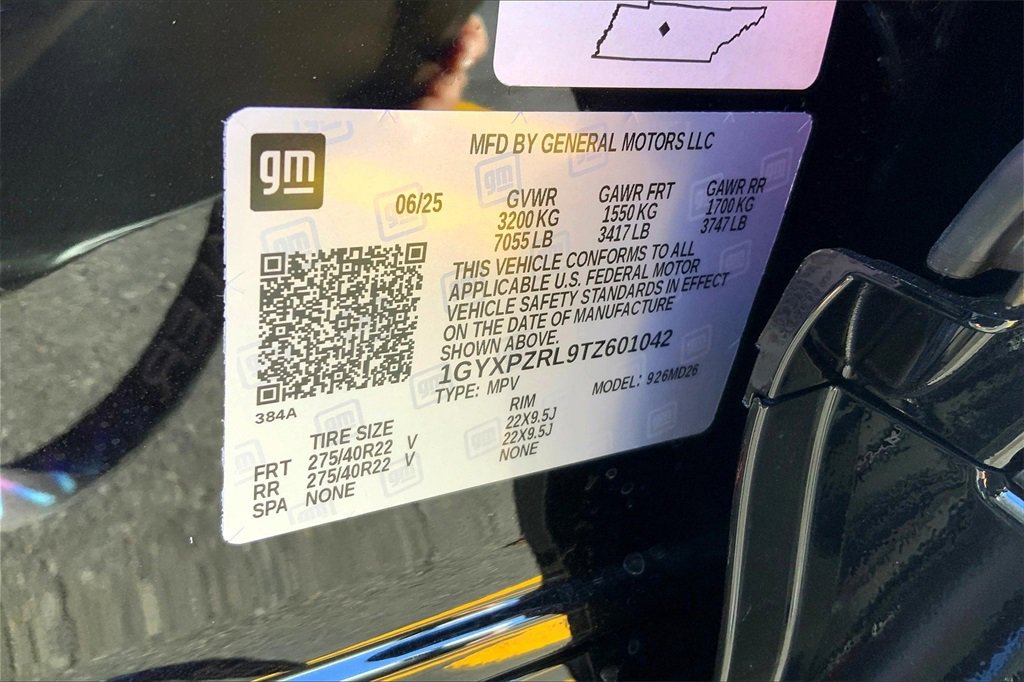 gm
MFD BY GENERAL MOTORS LLC
06/25 GVWR GAWR FRT GAWR RR
3200 KG 1550 KG 1700 KG
7055 LB 3417 LB 3747 LB
THIS VEHICLE CONFORMS TO ALL
APPLICABLE U.S. FEDERAL MOTOR
VEHICLE SAFETY STANDARDS IN EFFECT
ON THE DATE OF MANUFACTURE
SHOWN ABOVE.
1GYXPZRL9TZ601042
TYPE: MPV MODEL: 926MD26
384A
TIRE SIZE RIM
FRT 275/40R22 V 22X9.5J
RR 275/40R22 V 22X9.5J
SPA NONE NONE